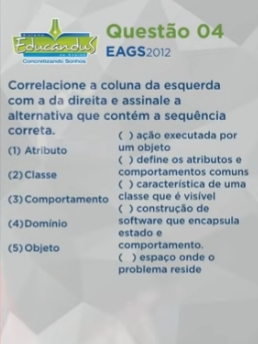 Educandus
Concretizando Sonhos
Questão 04
EAGS2012
Correlacione a coluna da esquerda
com a da direita e assinale a
alternativa que contém a sequência
correta.
(1) Atributo
(2) Classe
(3) Comportamento
(4) Domínio
(5) Objeto
( ) ação executada por
um objeto
( ) define os atributos e
comportamentos comuns
( ) característica de uma
classe que é visível
( ) construção de
software que encapsula
estado e
comportamento.
( ) espaço onde o
problema reside